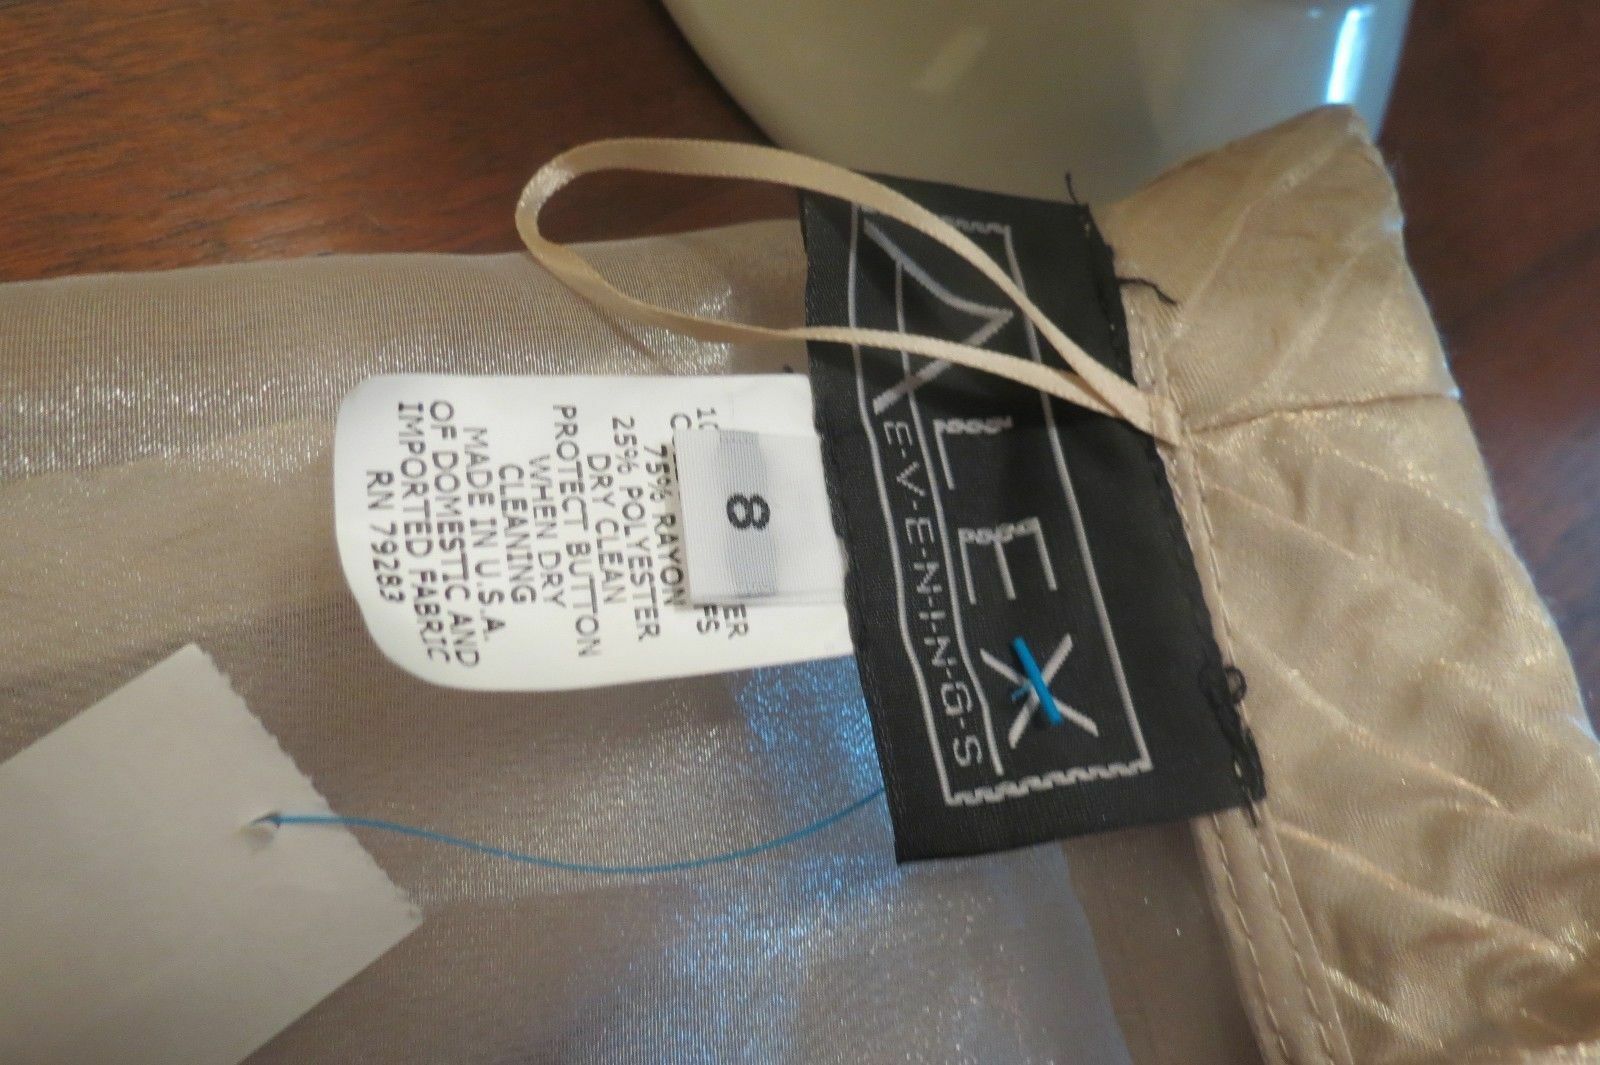 ALEX
E·V·E·N·I·N·G·S
8
75% RAYON
25% POLYESTER
DRY CLEAN
PROTECT BUTTON
WHEN DRY
CLEANING
MADE IN U.S.A.
OF DOMESTIC AND
IMPORTED FABRIC
RN 79283